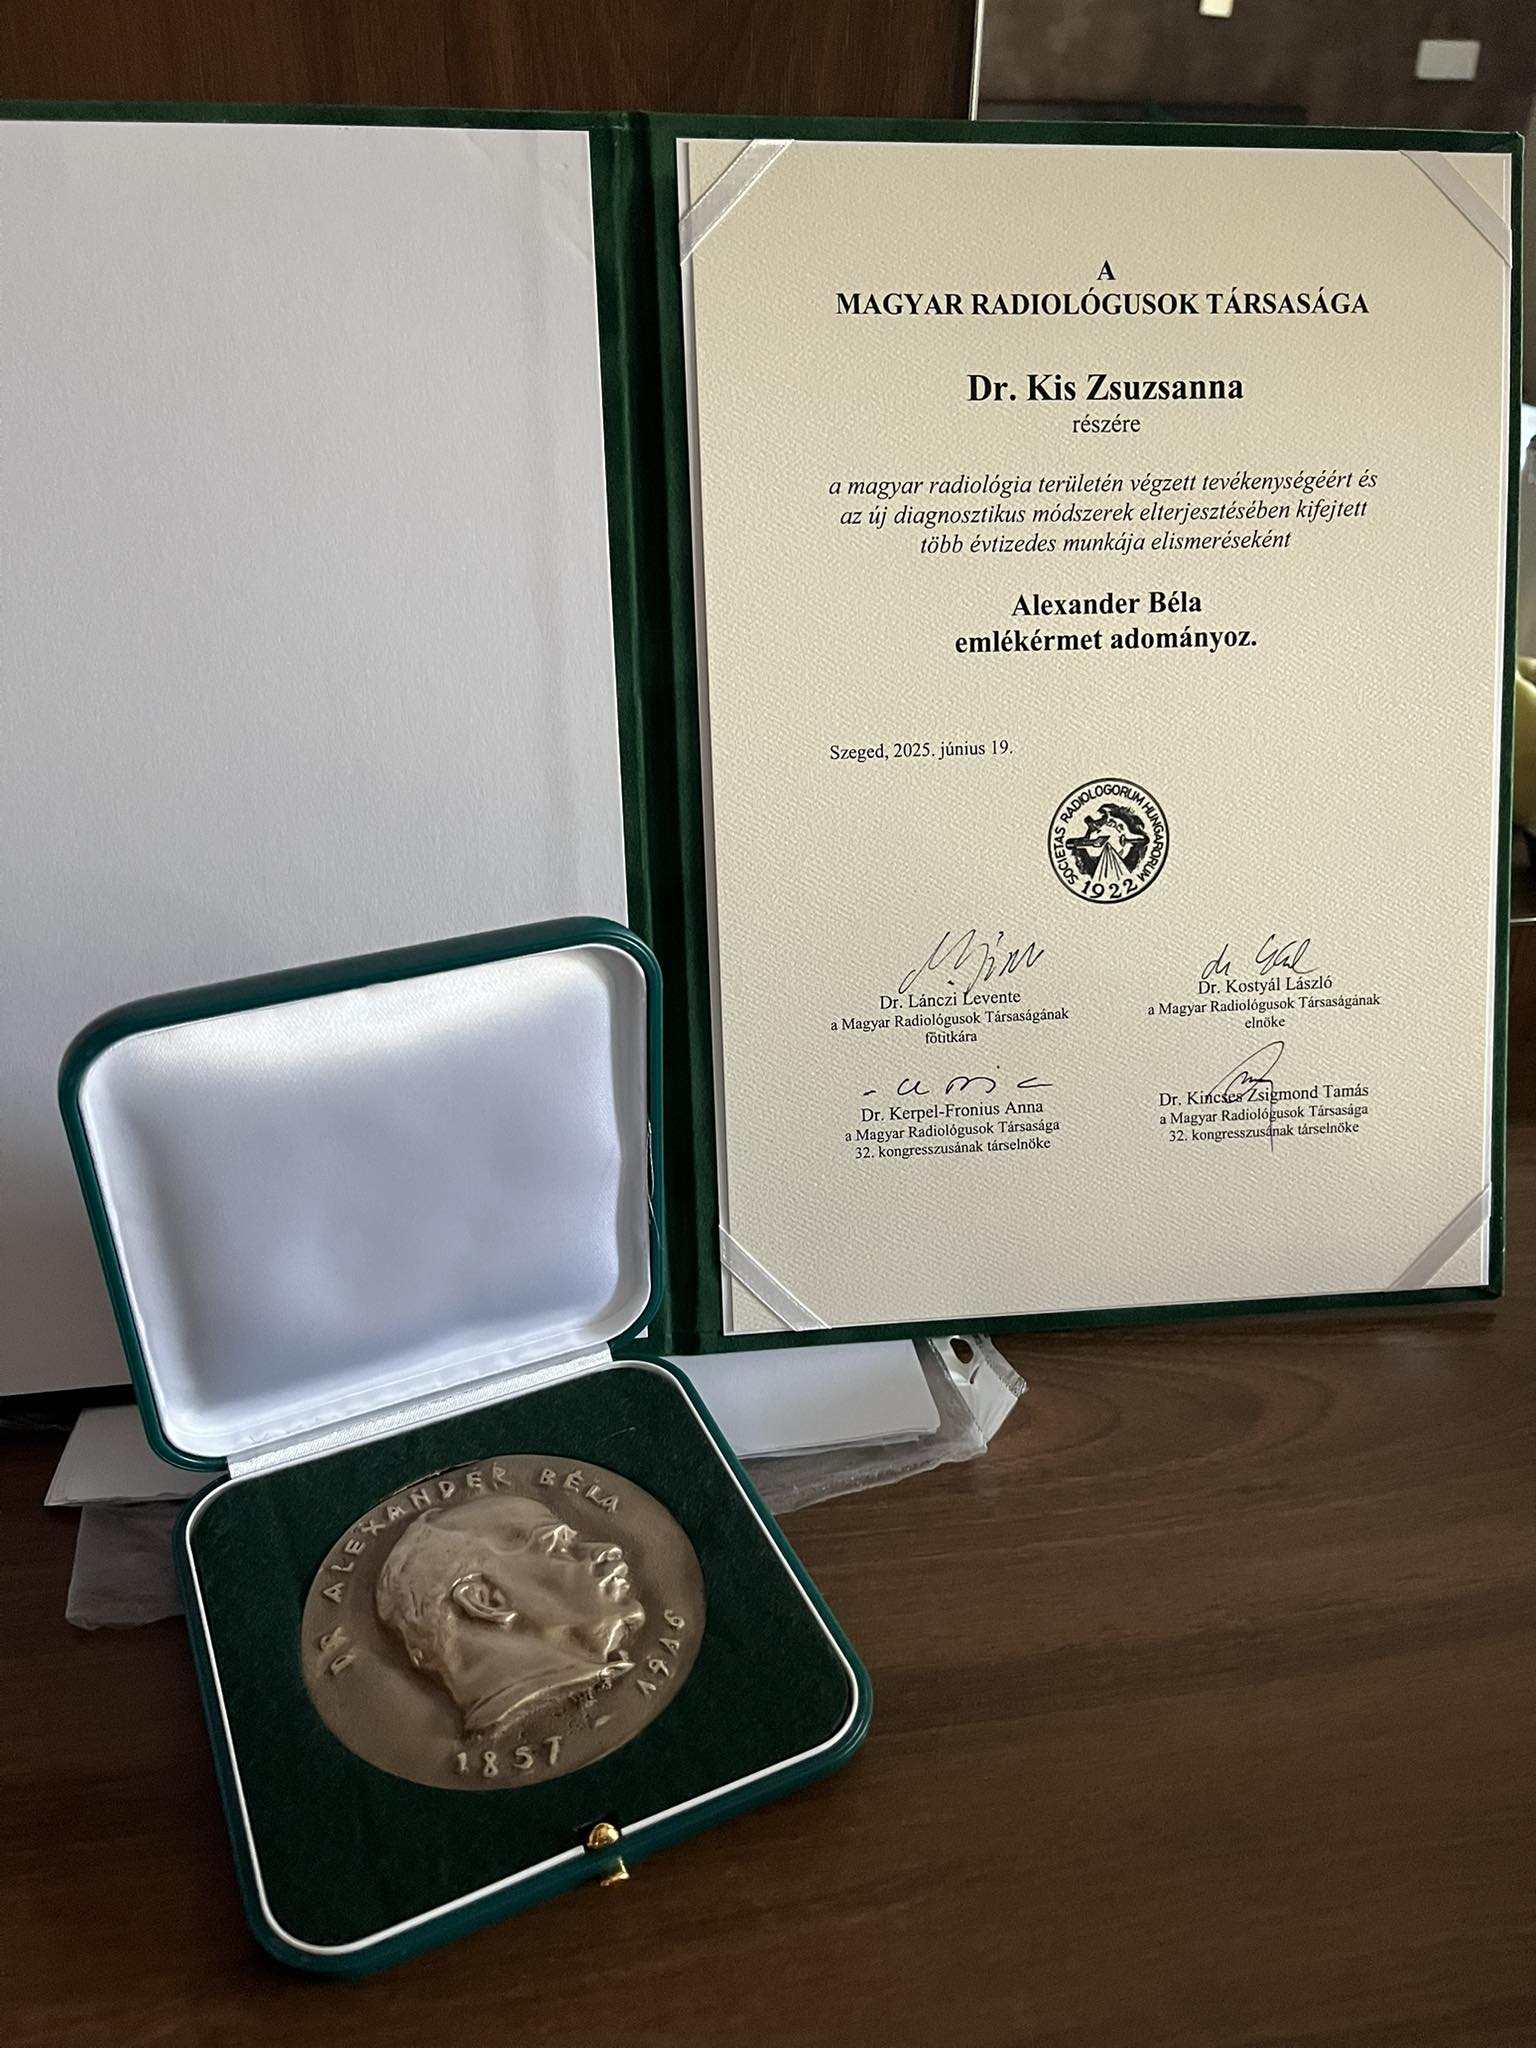 A
MAGYAR RADIOLÓGUSOK TÁRSASÁGA
Dr. Kis Zsuzsanna
részére
a magyar radiológia területén végzett tevékenységéért és
az új diagnosztikus módszerek elterjesztésében kifejtett
több évtizedes munkája elismeréseként
Alexander Béla
emlékérmet adományoz.
Szeged, 2025. június 19.
SOCIETAS RADIOLOGORUM HUNGARORUM
1922
Dr. Lánczi Levente
a Magyar Radiológusok Társaságának
főtitkára
dr
Dr. Kostyál László
a Magyar Radiológusok Társaságának
elnöke
Dr. Kerpel-Fronius Anna
a Magyar Radiológusok Társasága
32. kongresszusának társelnöke
Dr. Kincses Zsigmond Tamás
a Magyar Radiológusok Társasága
32. kongresszusának társelnöke
DR ALEXANDER BÉLA
1857 -